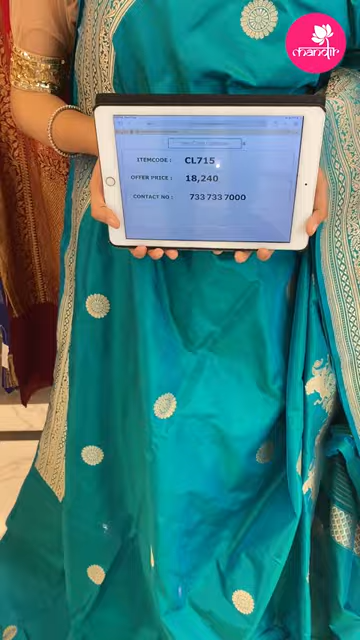 mandir
ITEMCODE : CL715
OFFER PRICE : 18,240
CONTACT NO : 733 733 7000